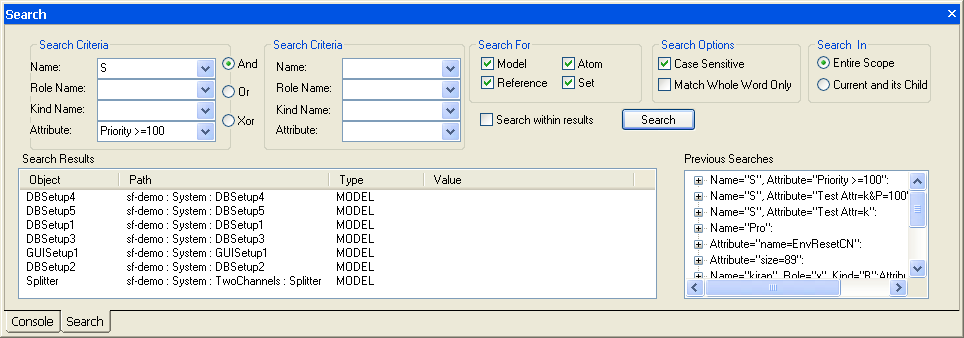 Search
Search Criteria Search Criteria Search For Search Options Search In
Name: S And Name: Model Atom Case Sensitive Entire Scope
Role Name: Or Role Name: Reference Set Match Whole Word Only Current and its Child
Kind Name: Xor Kind Name:
Attribute: Priority >=100 Attribute: Search within results Search
Search Results Previous Searches
Object Path Type Value
DBSetup4 sf-demo : System : DBSetup4 MODEL
DBSetup5 sf-demo : System : DBSetup5 MODEL
DBSetup1 sf-demo : System : DBSetup1 MODEL
DBSetup3 sf-demo : System : DBSetup3 MODEL
GUISetup1 sf-demo : System : GUISetup1 MODEL
DBSetup2 sf-demo : System : DBSetup2 MODEL
Splitter sf-demo : System : TwoChannels : Splitter MODEL
Name="S", Attribute="Priority >=100":
Name="S", Attribute="Test Attr=k&P=100"
Name="S", Attribute="Test Attr=k":
Name="Pro":
Attribute="name=EnvResetCN":
Attribute="size=89":
Name="kiran", Role="v", Kind="B":Attrib
Console Search